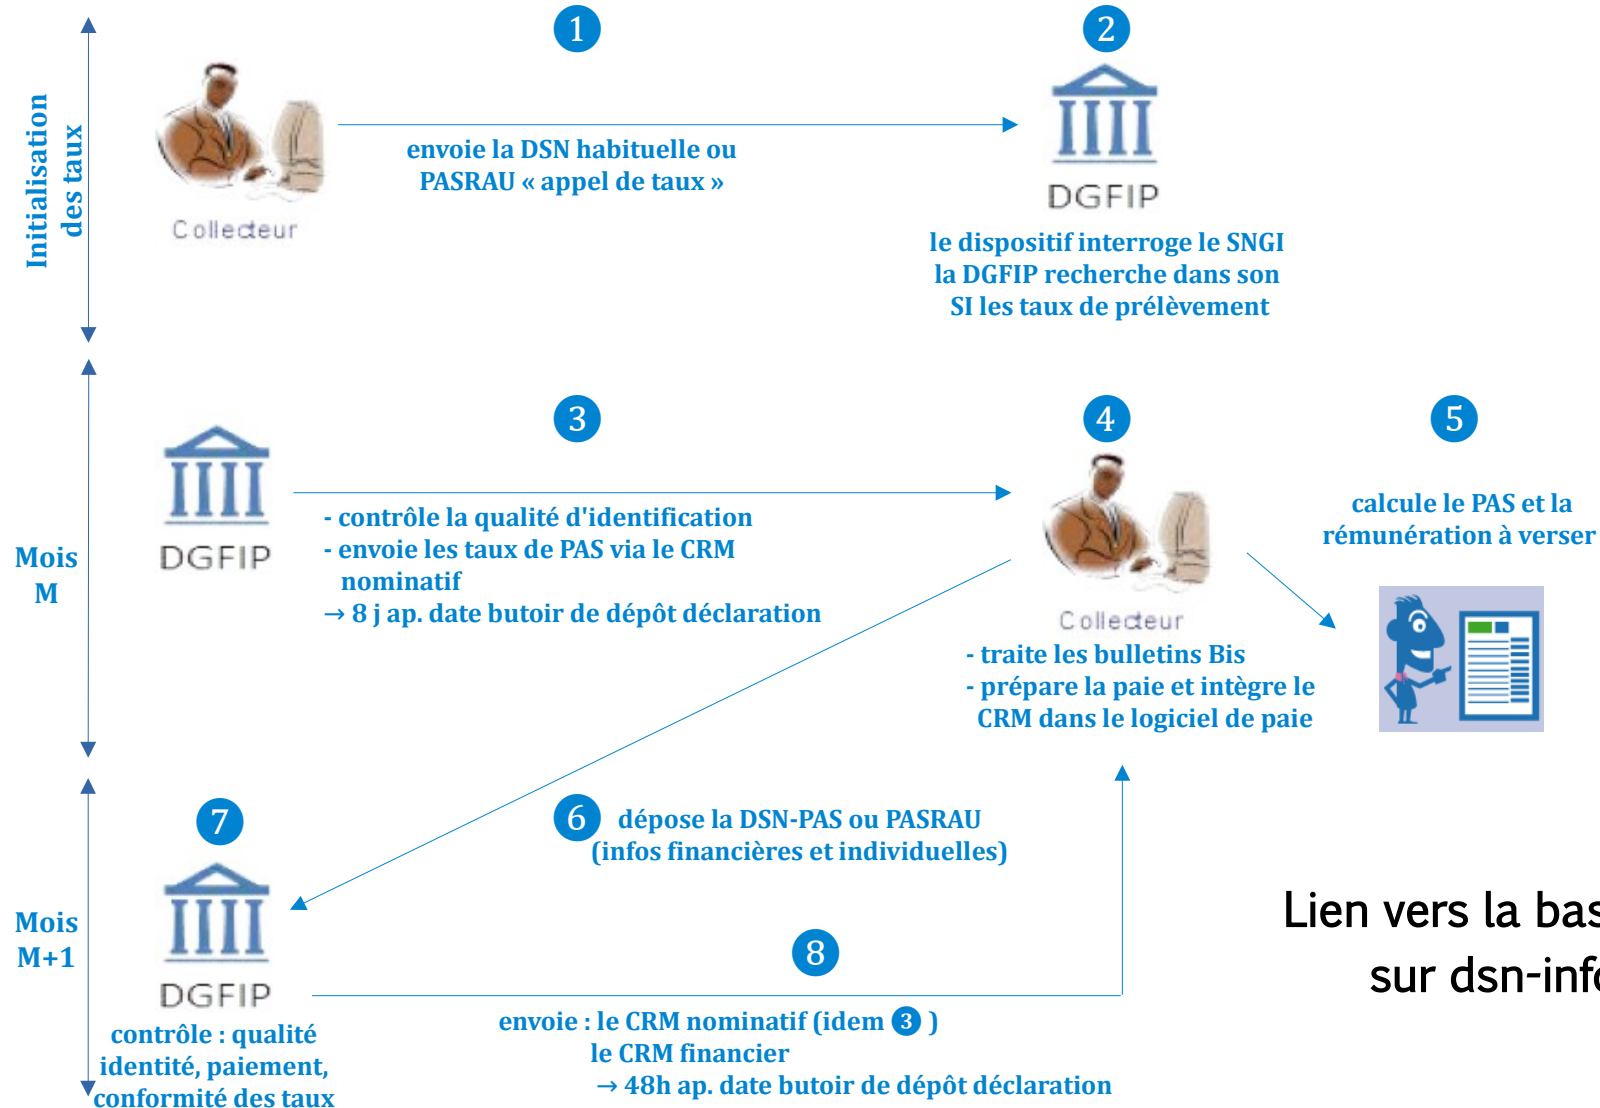 1
2
Initialisation
des taux
envoie la DSN habituelle ou
PASRAU « appel de taux »
Collecteur
DGFIP
le dispositif interroge le SNGI
la DGFIP recherche dans son
SI les taux de prélèvement
3
4
5
Mois
M
DGFIP
- contrôle la qualité d'identification
- envoie les taux de PAS via le CRM
nominatif
→ 8 j ap. date butoir de dépôt déclaration
Collecteur
- traite les bulletins Bis
- prépare la paie et intègre le
CRM dans le logiciel de paie
calcule le PAS et la
rémunération à verser
Mois
M+1
7
DGFIP
contrôle : qualité
identité, paiement,
conformité des taux
6 dépose la DSN-PAS ou PASRAU
(infos financières et individuelles)
8
envoie : le CRM nominatif (idem 3 )
le CRM financier
→ 48h ap. date butoir de dépôt déclaration
Lien vers la bas
sur dsn-info